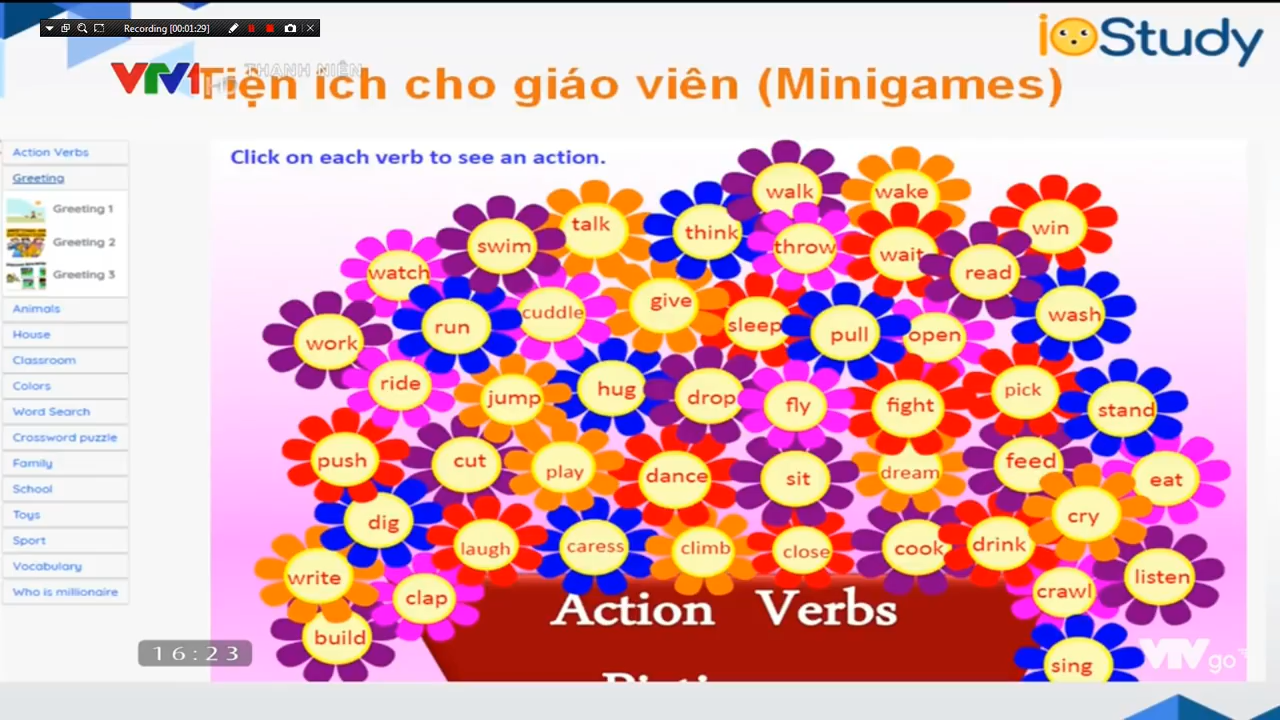 Recording [00:01:29]
ioStudy
VTV1
HD
THANH NIÊN
Tiện ích cho giáo viên (Minigames)
Action Verbs
Greeting
Greeting 1
Greeting 2
Greeting 3
Animals
House
Classroom
Colors
Word Search
Crossword puzzle
Family
School
Toys
Sport
Vocabulary
Who is millionaire
Click on each verb to see an action.
walk
wake
talk
think
win
swim
throw
wait
read
watch
cuddle
give
sleep
pull
open
wash
work
run
ride
jump
hug
drop
fly
fight
pick
stand
push
cut
play
dance
sit
dream
feed
eat
dig
laugh
caress
climb
close
cook
drink
cry
write
clap
crawl
listen
build
sing
Action Verbs
16:23
VTVgo